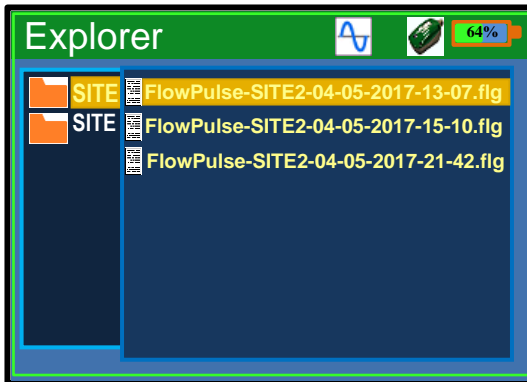 Explorer
64%
SITE
SITE
FlowPulse-SITE2-04-05-2017-13-07.flg
FlowPulse-SITE2-04-05-2017-15-10.flg
FlowPulse-SITE2-04-05-2017-21-42.flg